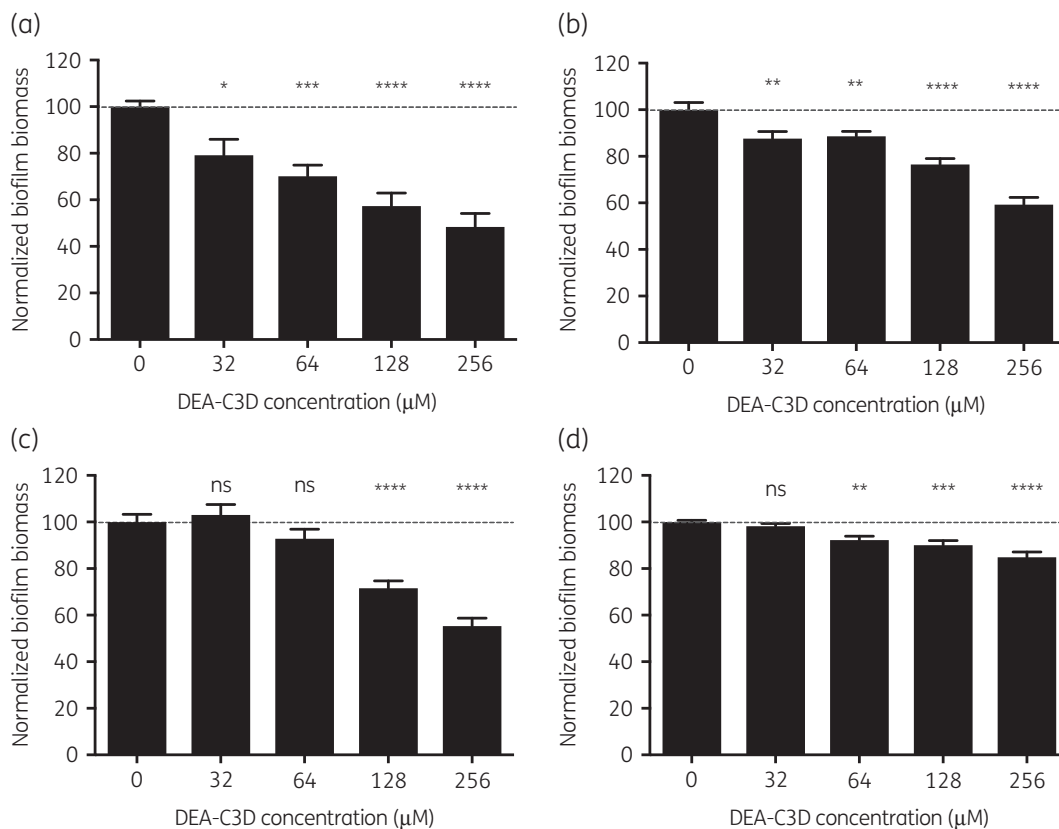 (a)
120
* *** **** ****
100
80
60
40
20
0
Normalized biofilm biomass
0 32 64 128 256
DEA-C3D concentration (μM)
(b)
120
** ** **** ****
100
80
60
40
20
0
Normalized biofilm biomass
0 32 64 128 256
DEA-C3D concentration (μM)
(c)
120
ns ns **** ****
100
80
60
40
20
0
Normalized biofilm biomass
0 32 64 128 256
DEA-C3D concentration (μM)
(d)
120
ns ** *** ****
100
80
60
40
20
0
Normalized biofilm biomass
0 32 64 128 256
DEA-C3D concentration (μM)